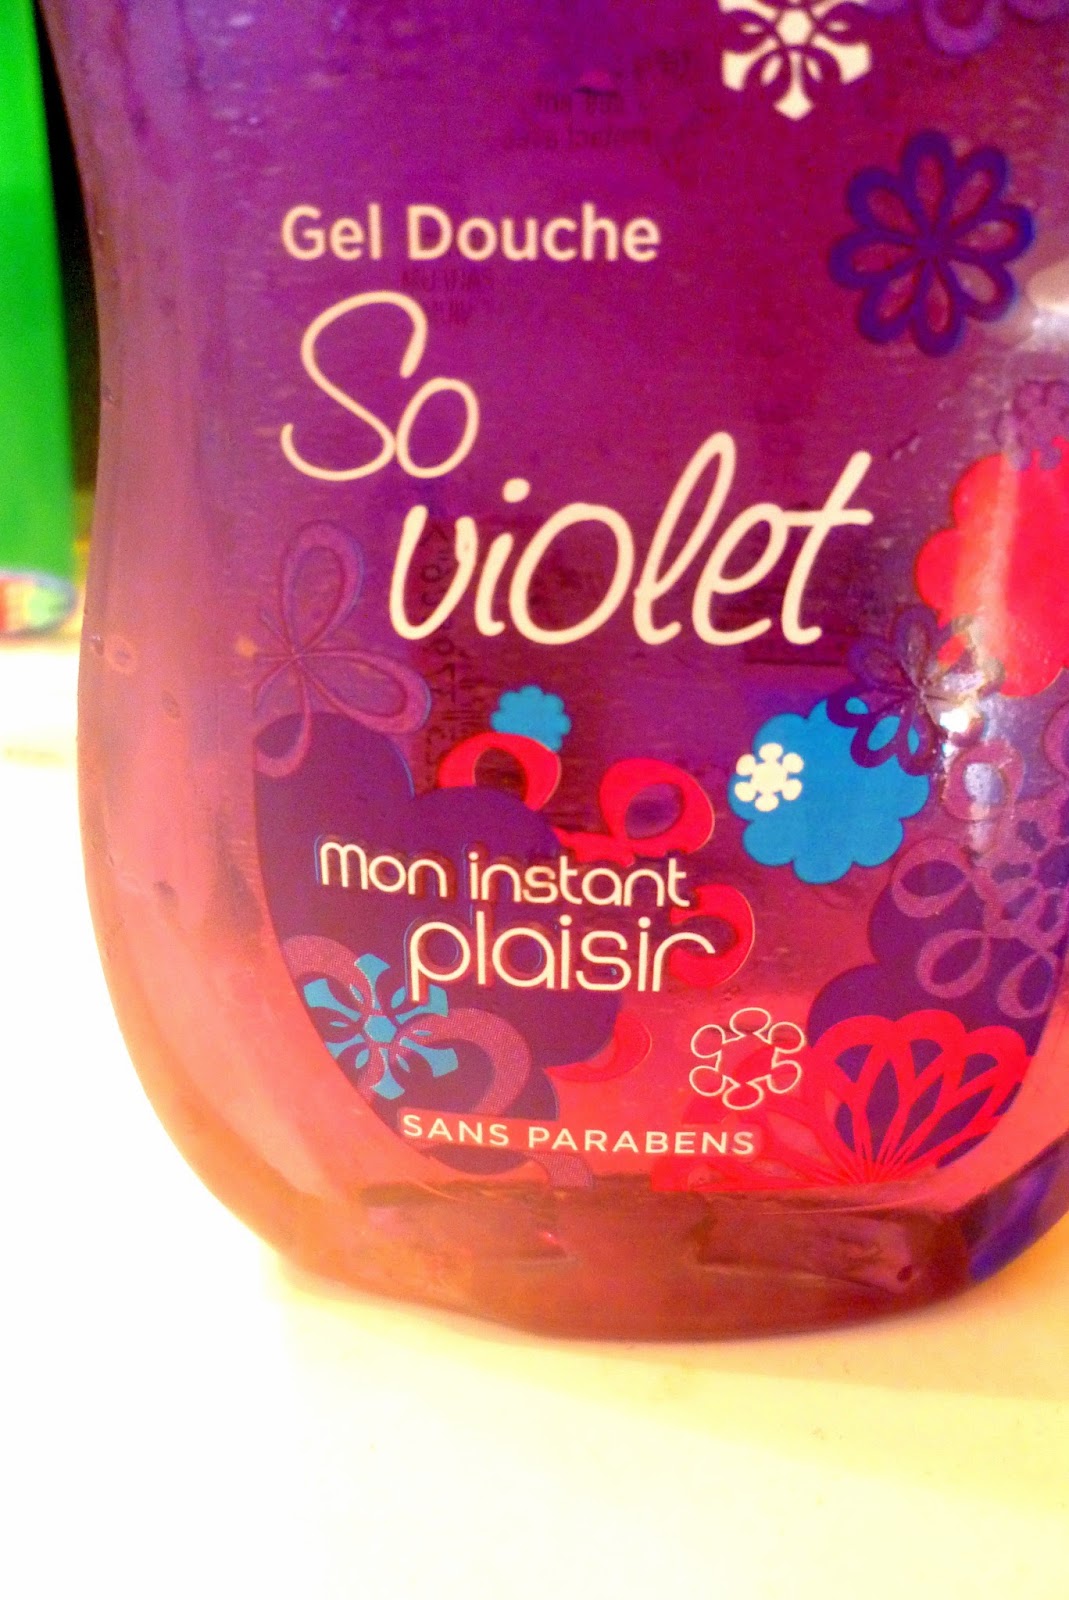 Gel Douche
So
violet
mon instant
plaisir
SANS PARABENS